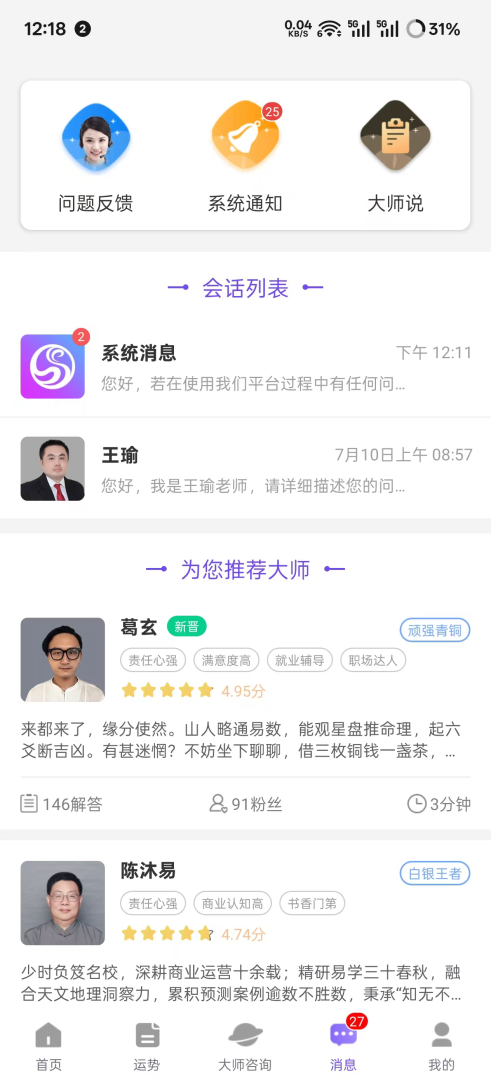 12:18 2 0.04 KB/S 6 5G 5G 31%
25
问题反馈 系统通知 大师说
会话列表
2
系统消息 下午 12:11
您好，若在使用我们平台过程中有任何问...
王瑜 7月10日上午 08:57
您好，我是王瑜老师，请详细描述您的问...
为您推荐大师
葛玄 新晋 顽强青铜
责任心强 满意度高 就业辅导 职场达人
4.95分
来都来了，缘分使然。山人略通易数，能观星盘推命理，起六
爻断吉凶。有甚迷惘？不妨坐下聊聊，借三枚铜钱一盏茶，...
146解答 91粉丝 3分钟
陈沐易 白银王者
责任心强 商业认知高 书香门第
4.74分
少时负笈名校，深耕商业运营十余载；精研易学三十春秋，融
合天文地理洞察力，累积预测案例逾数不胜数，秉承“知无不...
27
首页 运势 大师咨询 消息 我的